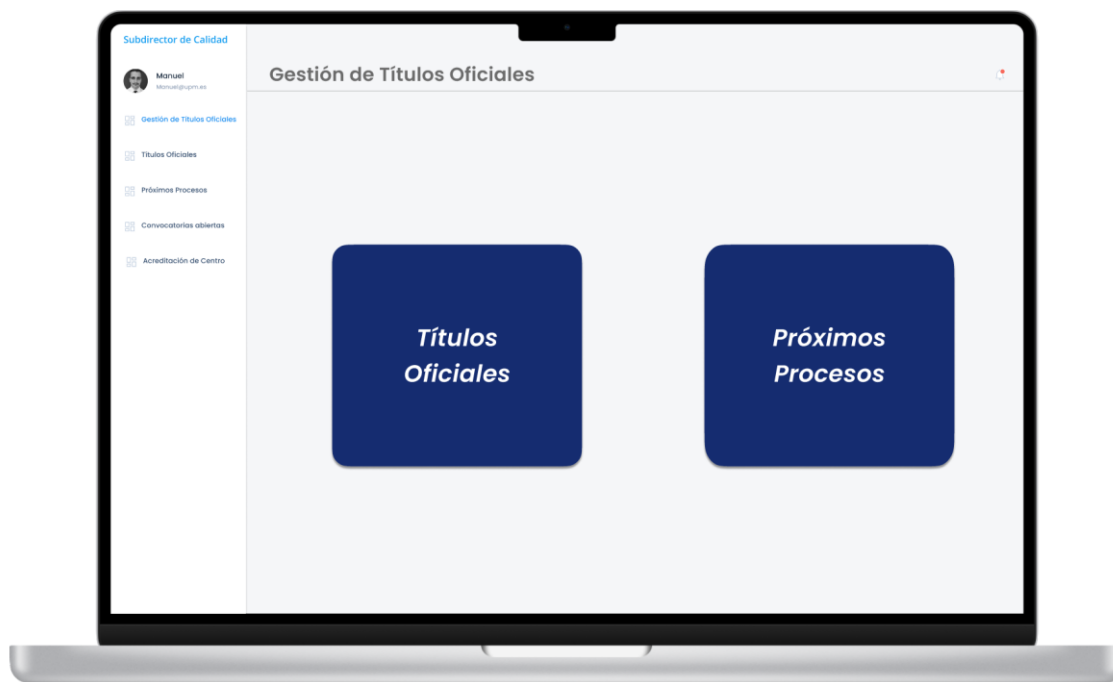 Subdirector de Calidad
Manuel
Manuel@upm.es
Gestión de Títulos Oficiales
Títulos Oficiales
Próximos Procesos
Convocatorias abiertas
Acreditación de Centro
Gestión de Títulos Oficiales
Títulos
Oficiales
Próximos
Procesos